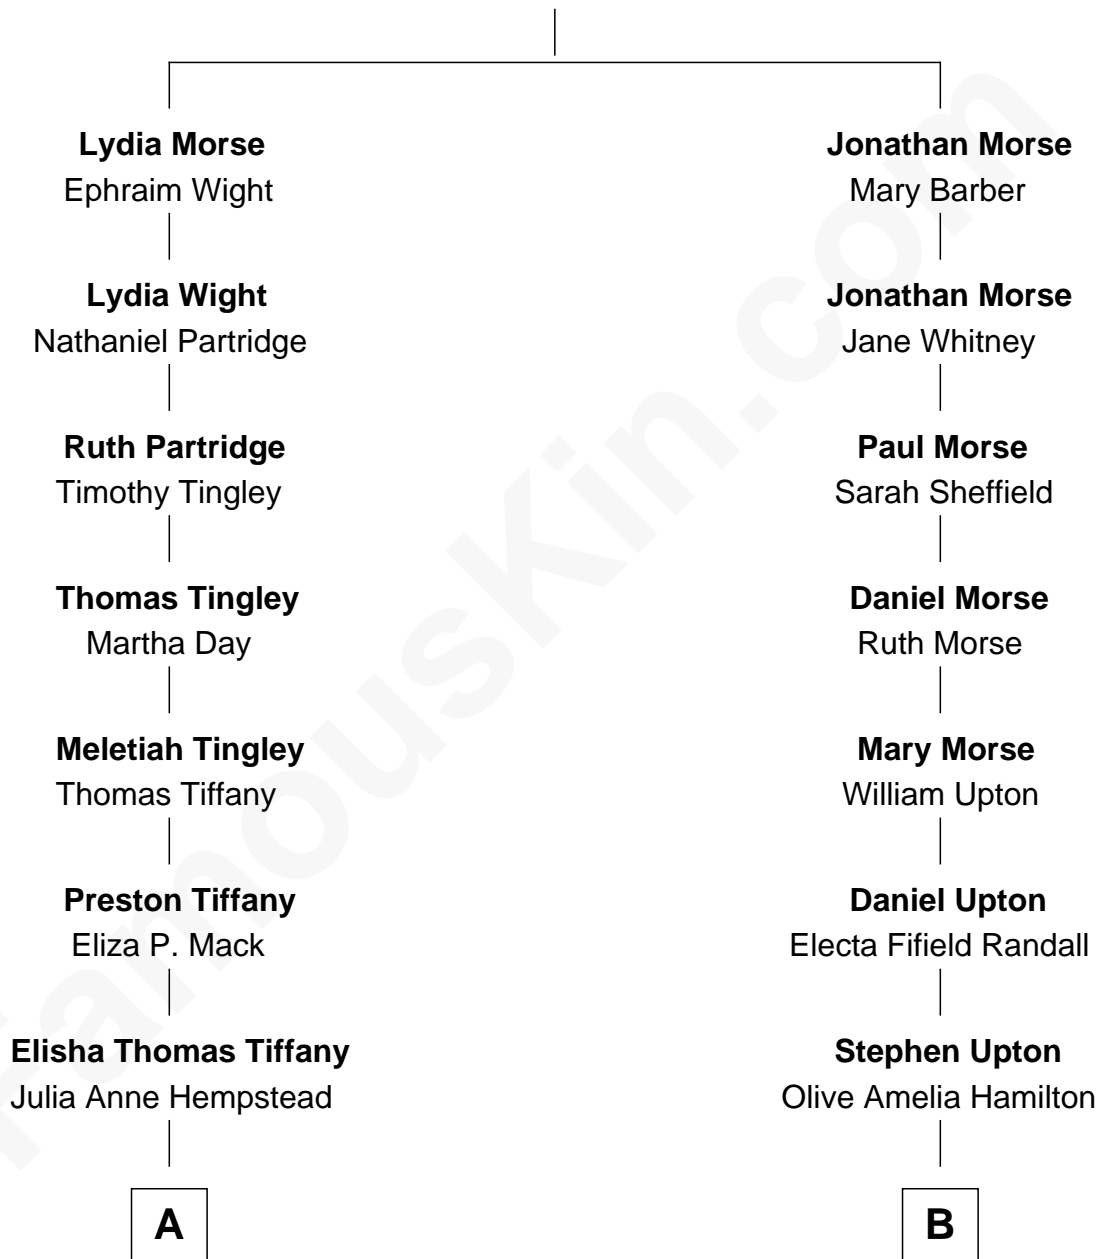 Lydia Morse
Ephraim Wight
Lydia Wight
Nathaniel Partridge
Ruth Partridge
Timothy Tingley
Thomas Tingley
Martha Day
Meletiah Tingley
Thomas Tiffany
Preston Tiffany
Eliza P. Mack
Elisha Thomas Tiffany
Julia Anne Hempstead
A
Jonathan Morse
Mary Barber
Jonathan Morse
Jane Whitney
Paul Morse
Sarah Sheffield
Daniel Morse
Ruth Morse
Mary Morse
William Upton
Daniel Upton
Electa Fifield Randall
Stephen Upton
Olive Amelia Hamilton
B
FamousKin.com